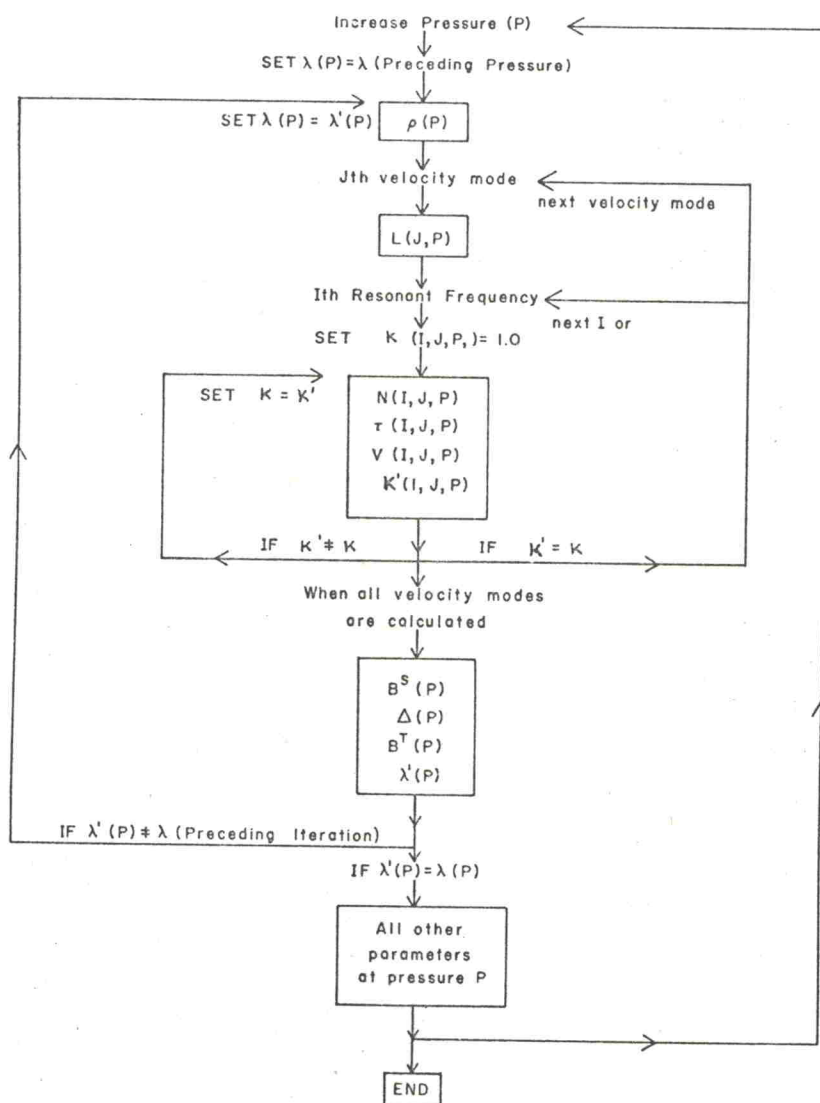 Increase Pressure (P)
SET λ(P)=λ(Preceding Pressure)
SET λ(P) = λ'(P)
ρ(P)
Jth velocity mode
next velocity mode
L(J,P)
Ith Resonant Frequency
next I or
SET K (I,J,P,)= 1.0
SET K = K'
N(I,J,P)
τ(I,J,P)
V(I,J,P)
K'(I,J,P)
IF K' ≠ K
IF K' = K
When all velocity modes
are calculated
B^S(P)
Δ(P)
B^T(P)
λ'(P)
IF λ'(P) ≠ λ(Preceding Iteration)
IF λ'(P)=λ(P)
All other
parameters
at pressure P
END